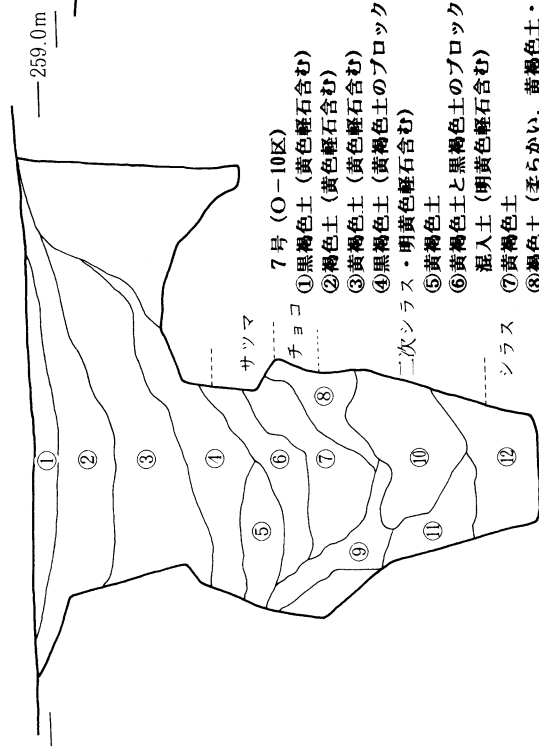 259.0m
7号 (O－10区)
①黒褐色土 (黄色軽石含む)
②褐色土 (黄色軽石含む)
③黄褐色土 (黄色軽石含む)
④黒褐色土 (黄褐色土のブロック
・明黄色軽石含む)
⑤黄褐色土
⑥黄褐色土と黒褐色土のブロック
混入土 (明黄色軽石含む)
⑦黄褐色土
⑧褐色土 (柔らかい、黄褐色土・
サツマ
チョコ
二次シラス
シラス
①
②
③
④
⑤
⑥
⑦
⑧
⑨
⑩
⑪
⑫